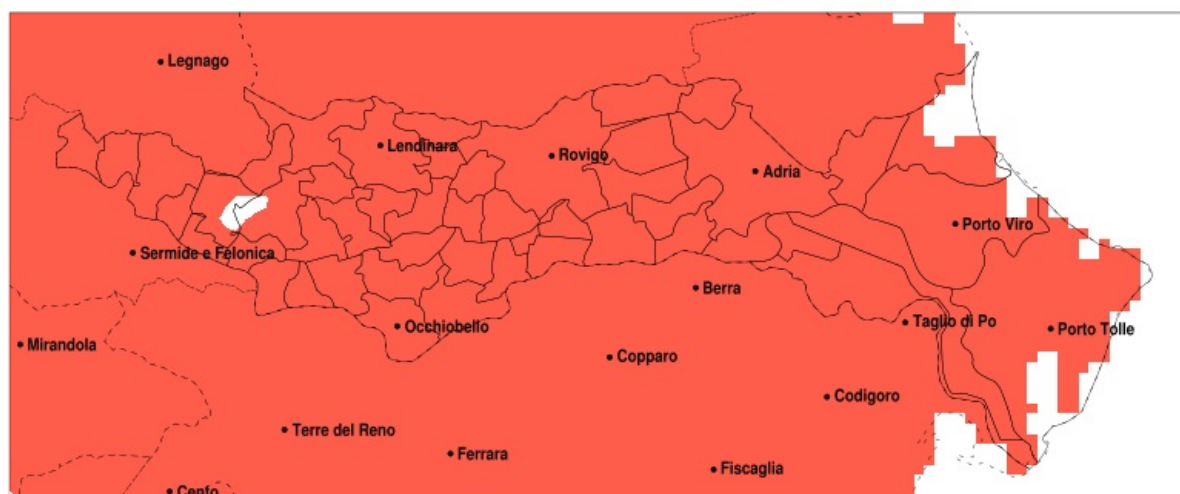 Legnago
Lendinara
Rovigo
Adria
Porto Viro
Sermide e Felonica
Berra
Taglio di Po
Porto Tolle
Occhiobello
Mirandola
Copparo
Codigoro
Terre del Reno
Ferrara
Fiscaglia
Cento